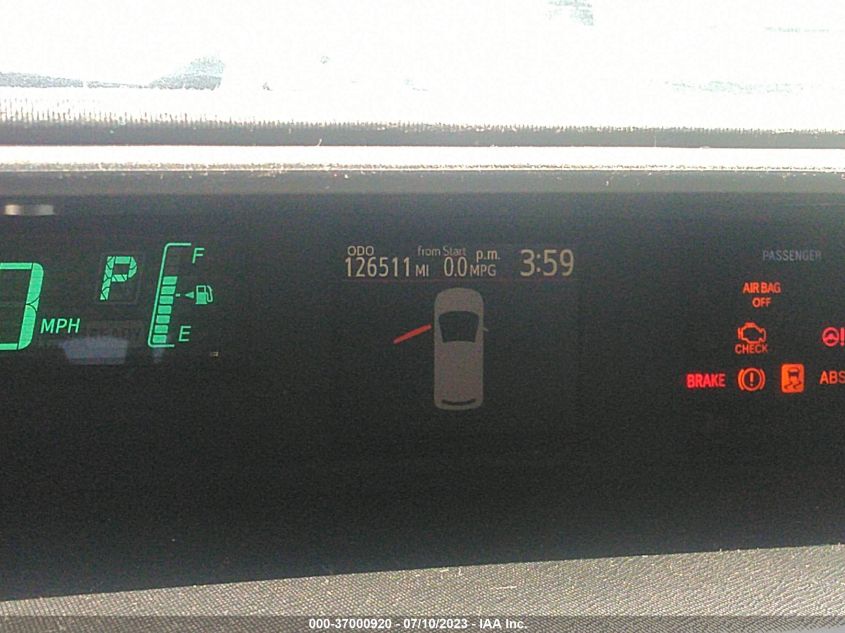 ODO from Start p.m. 3:59
126511 MI 0.0 MPG
P F
MPH
E
PASSENGER
AIR BAG
OFF
CHECK
BRAKE ABS
000-37000920 - 07/10/2023 - IAA Inc.